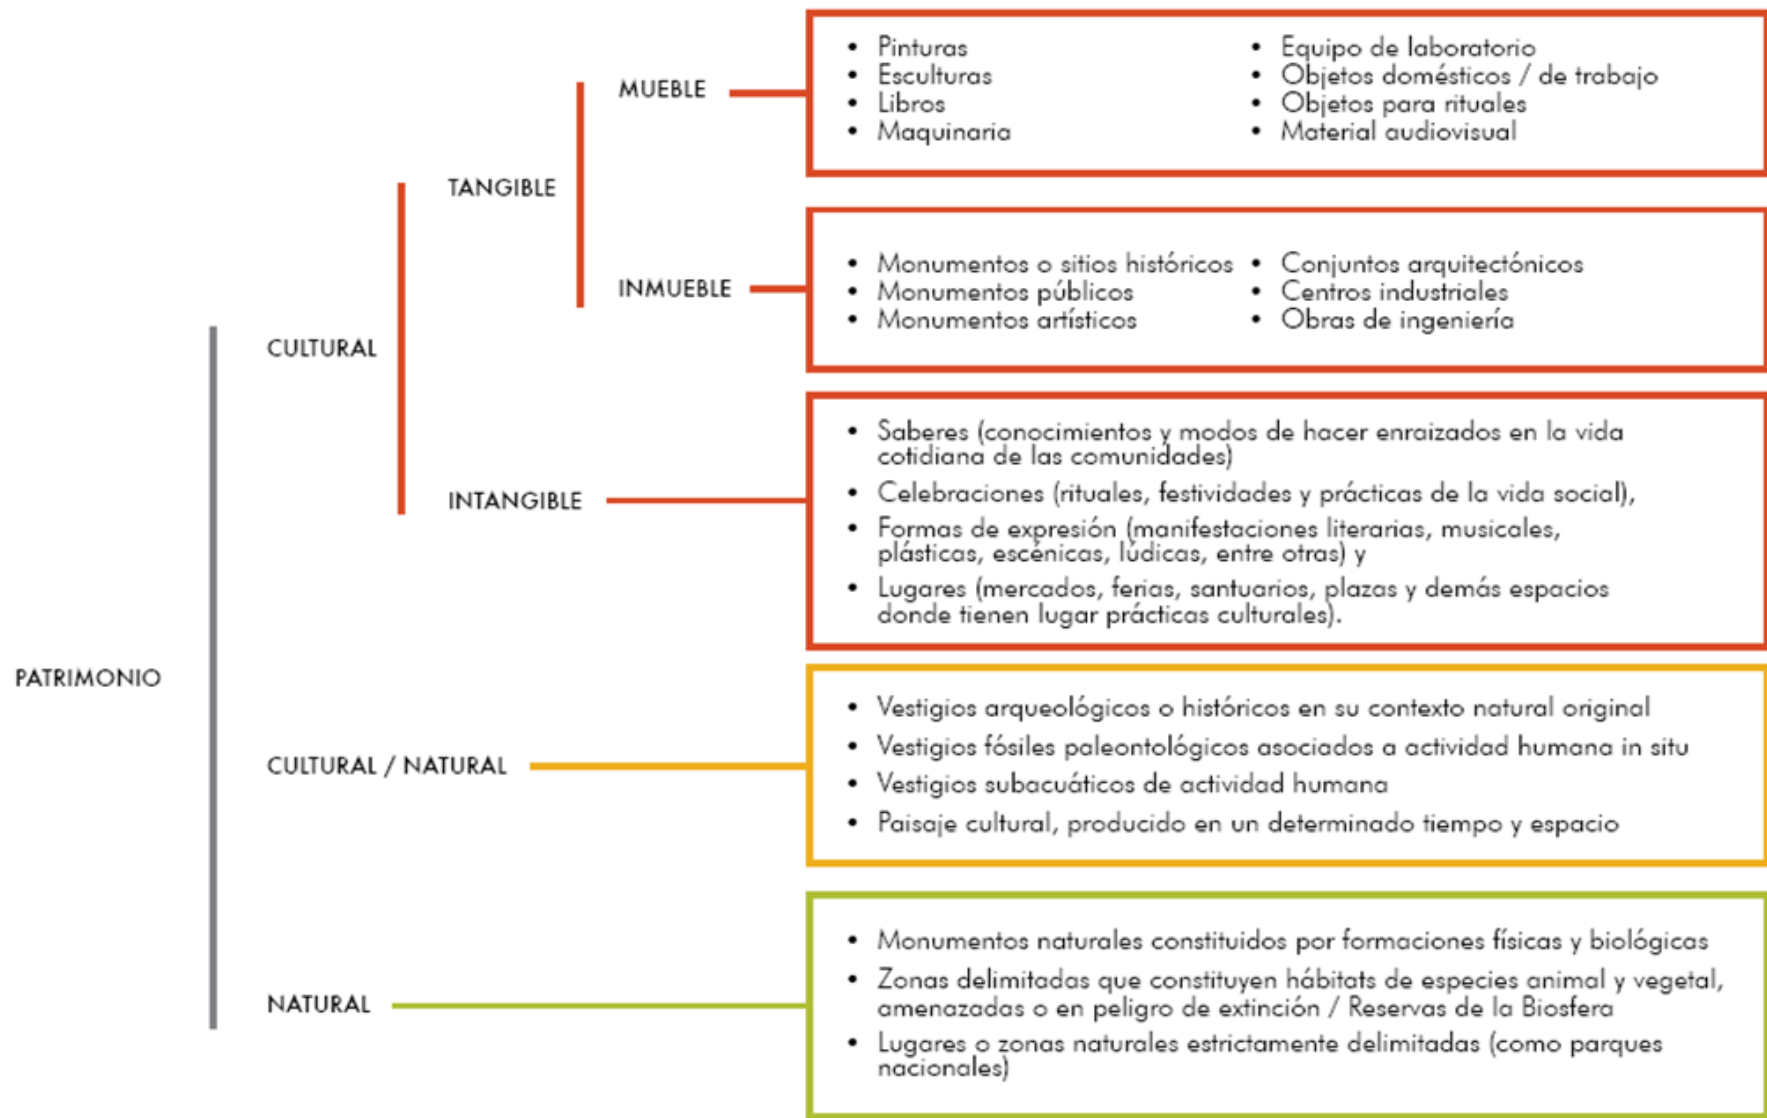 PATRIMONIO
CULTURAL
TANGIBLE
MUEBLE
• Pinturas
• Esculturas
• Libros
• Maquinaria
• Equipo de laboratorio
• Objetos domésticos / de trabajo
• Objetos para rituales
• Material audiovisual
INMUEBLE
• Monumentos o sitios históricos
• Monumentos públicos
• Monumentos artísticos
• Conjuntos arquitectónicos
• Centros industriales
• Obras de ingeniería
INTANGIBLE
• Saberes (conocimientos y modos de hacer enraizados en la vida
cotidiana de las comunidades)
• Celebraciones (rituales, festividades y prácticas de la vida social),
• Formas de expresión (manifestaciones literarias, musicales,
plásticas, escénicas, lúdicas, entre otras) y
• Lugares (mercados, ferias, santuarios, plazas y demás espacios
donde tienen lugar prácticas culturales).
CULTURAL / NATURAL
• Vestigios arqueológicos o históricos en su contexto natural original
• Vestigios fósiles paleontológicos asociados a actividad humana in situ
• Vestigios subacuáticos de actividad humana
• Paisaje cultural, producido en un determinado tiempo y espacio
NATURAL
• Monumentos naturales constituidos por formaciones físicas y biológicas
• Zonas delimitadas que constituyen hábitats de especies animal y vegetal,
amenazadas o en peligro de extinción / Reservas de la Biosfera
• Lugares o zonas naturales estrictamente delimitadas (como parques
nacionales)